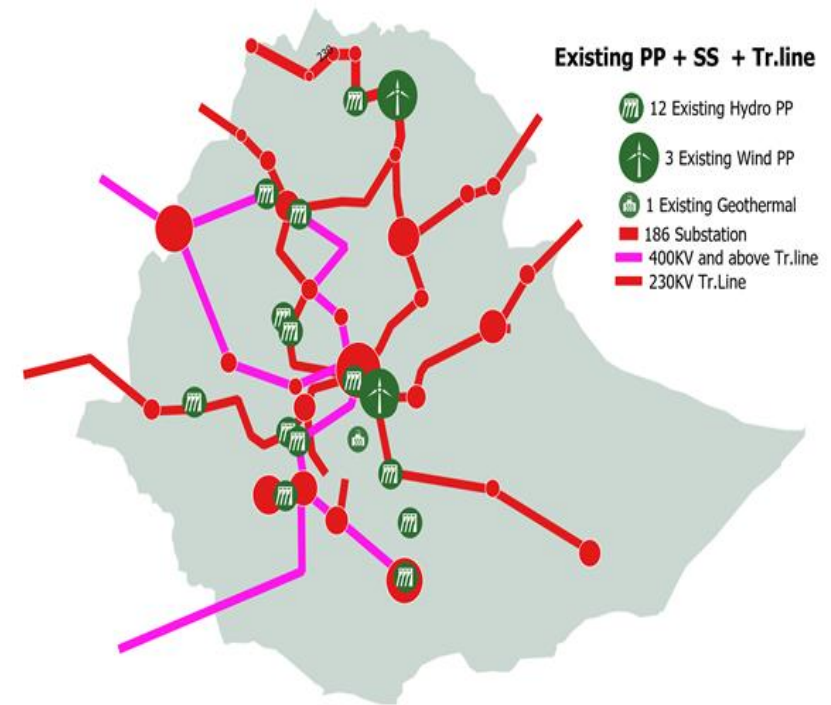 230
Existing PP + SS + Tr.line
12 Existing Hydro PP
3 Existing Wind PP
1 Existing Geothermal
186 Substation
400KV and above Tr.line
230KV Tr.Line